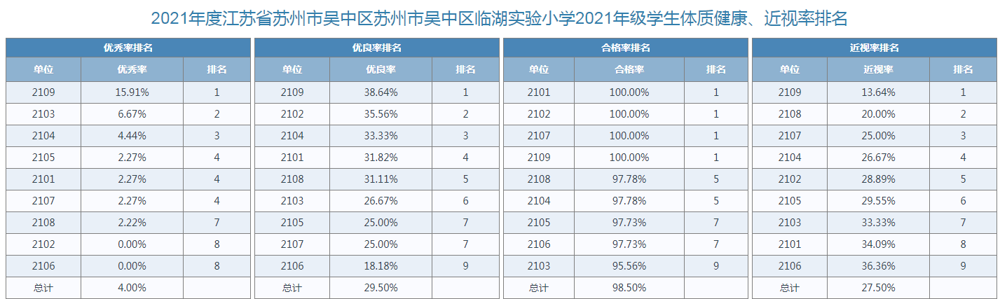 2021年度江苏省苏州市吴中区苏州市吴中区临湖实验小学2021年级学生体质健康、近视率排名
优秀率排名 优良率排名 合格率排名 近视率排名
单位 优秀率 排名 单位 优良率 排名 单位 合格率 排名 单位 近视率 排名
2109 15.91% 1 2109 38.64% 1 2101 100.00% 1 2109 13.64% 1
2103 6.67% 2 2102 35.56% 2 2102 100.00% 1 2108 20.00% 2
2104 4.44% 3 2104 33.33% 3 2107 100.00% 1 2107 25.00% 3
2105 2.27% 4 2101 31.82% 4 2109 100.00% 1 2104 26.67% 4
2101 2.27% 4 2108 31.11% 5 2108 97.78% 5 2102 28.89% 5
2107 2.27% 4 2103 26.67% 6 2104 97.78% 5 2105 29.55% 6
2108 2.22% 7 2105 25.00% 7 2105 97.73% 7 2103 33.33% 7
2102 0.00% 8 2107 25.00% 7 2106 97.73% 7 2101 34.09% 8
2106 0.00% 8 2106 18.18% 9 2103 95.56% 9 2106 36.36% 9
总计 4.00% 总计 29.50% 总计 98.50% 总计 27.50%